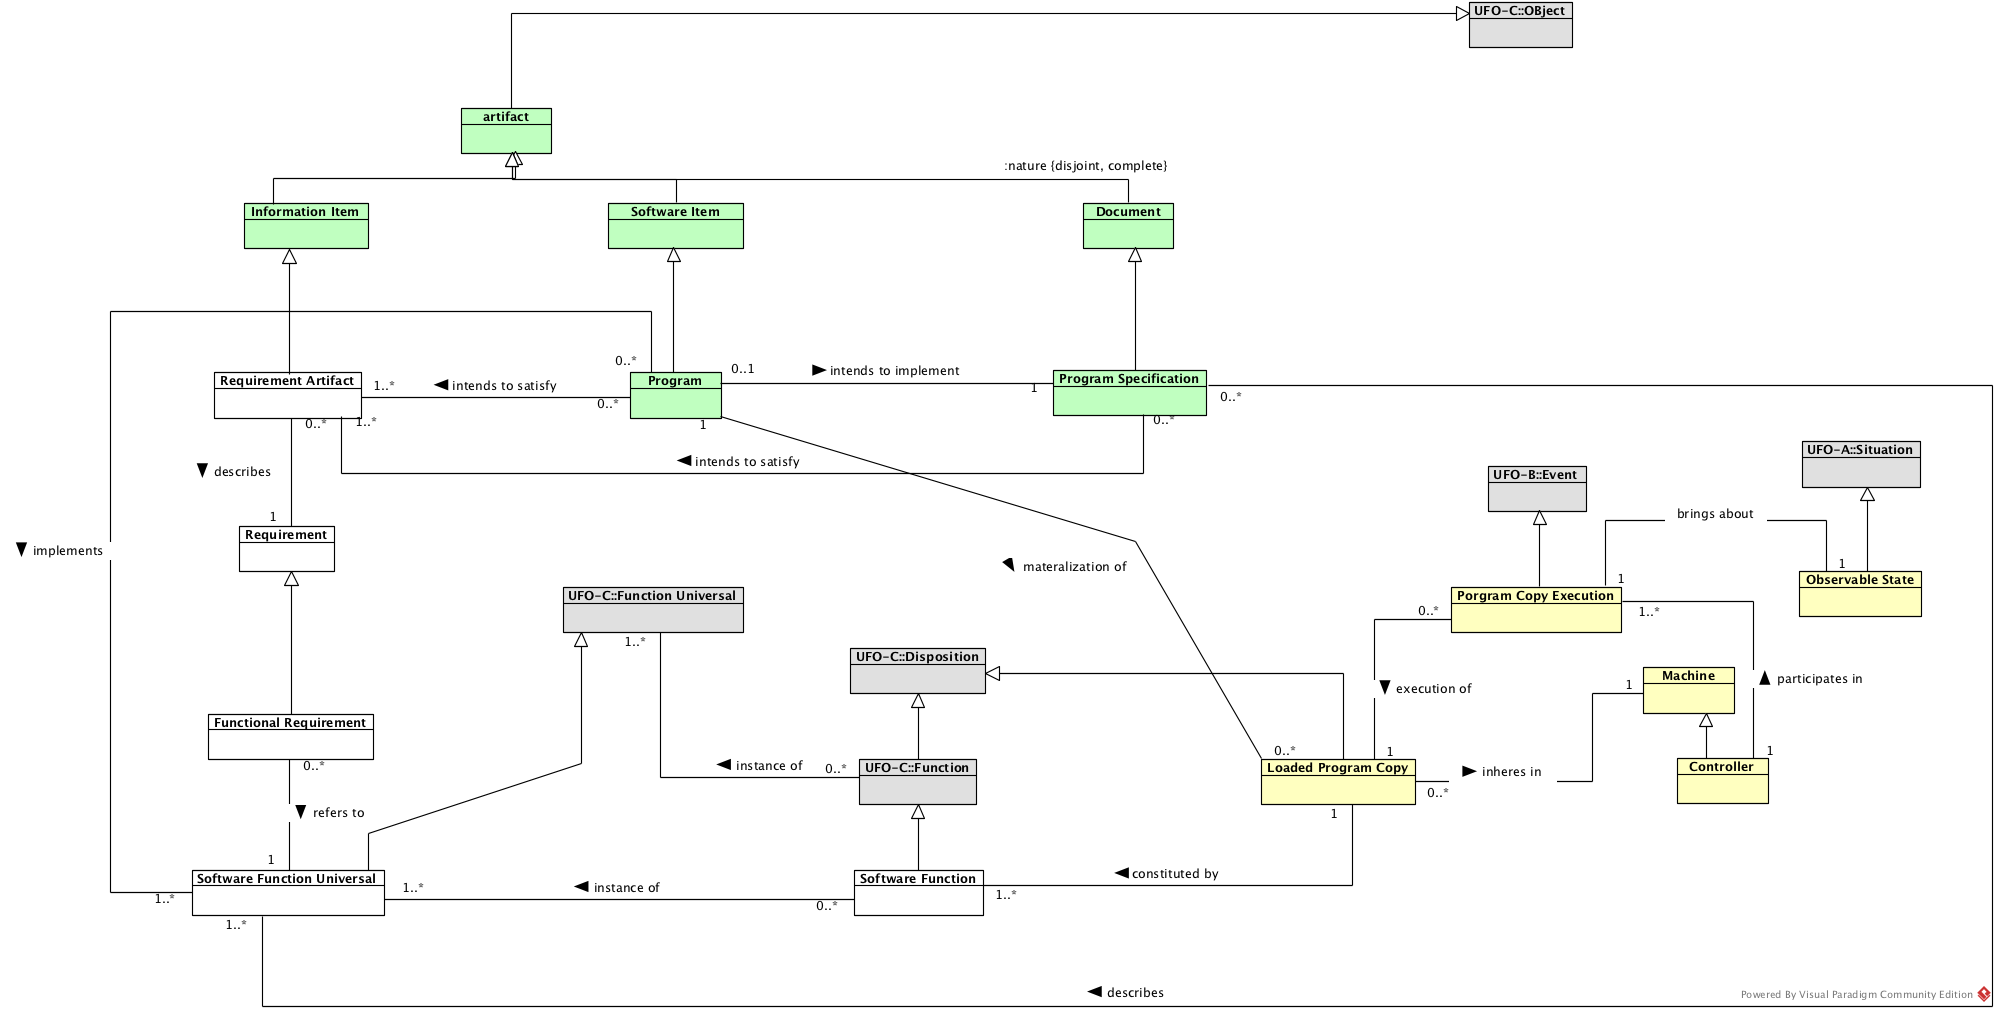 UFO-C::OBject
artifact
:nature {disjoint, complete}
Information Item
Software Item
Document
0..*
0..1
intends to implement
Requirement Artifact
Program
Program Specification
1..*
intends to satisfy
0..*
1
0..*
0..*
1..*
1
0..*
UFO-A::Situation
intends to satisfy
describes
UFO-B::Event
1
brings about
Requirement
implements
materalization of
1
1
Observable State
UFO-C::Function Universal
Porgram Copy Execution
0..*
1..*
1..*
UFO-C::Disposition
Machine
participates in
execution of
1
Functional Requirement
0..*
0..*
1
1
instance of
0..*
UFO-C::Function
Loaded Program Copy
inheres in
Controller
0..*
refers to
1
1
Software Function Universal
1..*
instance of
Software Function
constituted by
1..*
1..*
0..*
1..*
describes
Powered By Visual Paradigm Community Edition